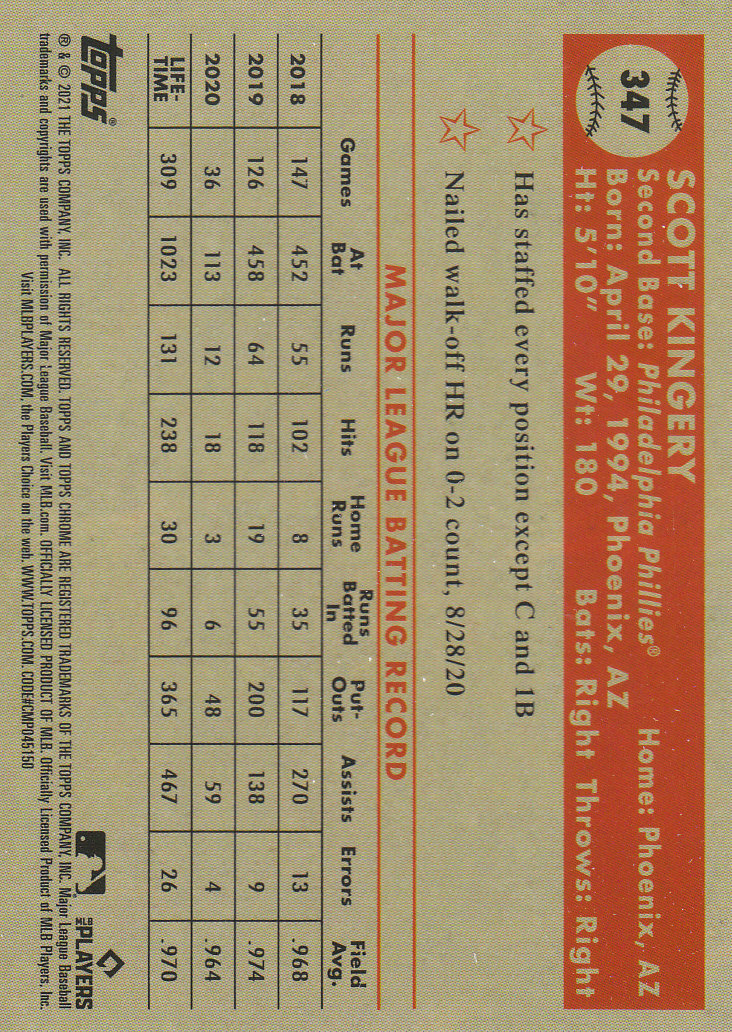 347
SCOTT KINGERY
Second Base: Philadelphia Phillies® Home: Phoenix, AZ
Born: April 29, 1994, Phoenix, AZ
Ht: 5'10" Wt: 180 Bats: Right Throws: Right
Has staffed every position except C and 1B
Nailed walk-off HR on 0-2 count, 8/28/20
MAJOR LEAGUE BATTING RECORD
Games At Bat Runs Hits Home Runs Runs Batted In Put-Outs Assists Errors Field Avg.
2018 147 452 55 102 8 35 117 270 13 .968
2019 126 458 64 118 19 55 200 138 9 .974
2020 36 113 12 18 3 6 48 59 4 .964
LIFE-TIME 309 1023 131 238 30 96 365 467 26 .970
topps®
MLB PLAYERS
® & © 2021 THE TOPPS COMPANY, INC. ALL RIGHTS RESERVED. TOPPS AND TOPPS CHROME ARE REGISTERED TRADEMARKS OF THE TOPPS COMPANY, INC. Major League Baseball
trademarks and copyrights are used with permission of Major League Baseball. Visit MLB.com. OFFICIALLY LICENSED PRODUCT OF MLB. Officially Licensed Product of MLB Players, Inc.
Visit MLBPLAYERS.COM, the Players Choice on the web. WWW.TOPPS.COM. CODE#CMP045150